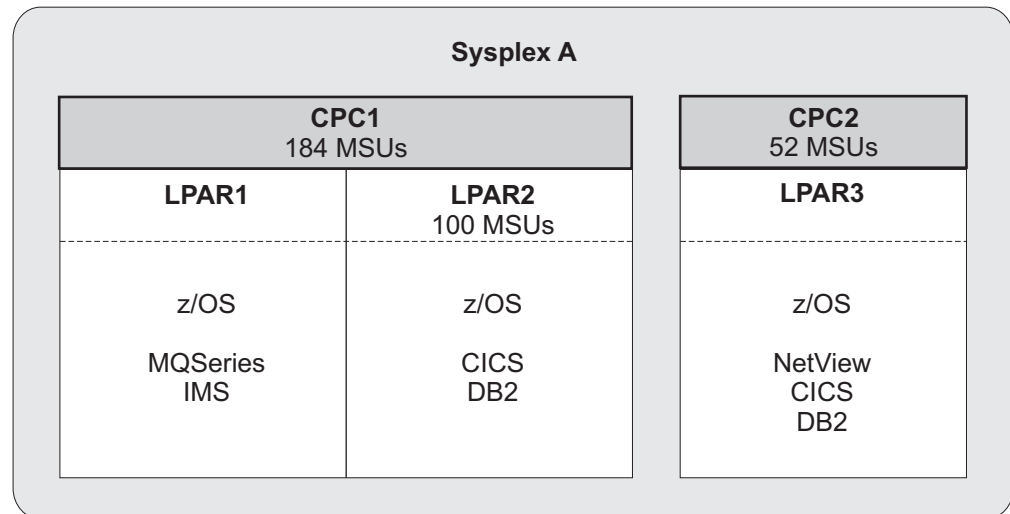 Sysplex A
CPC1
184 MSUs
LPAR1
LPAR2
100 MSUs
z/OS
MQSeries
IMS
z/OS
CICS
DB2
CPC2
52 MSUs
LPAR3
z/OS
NetView
CICS
DB2